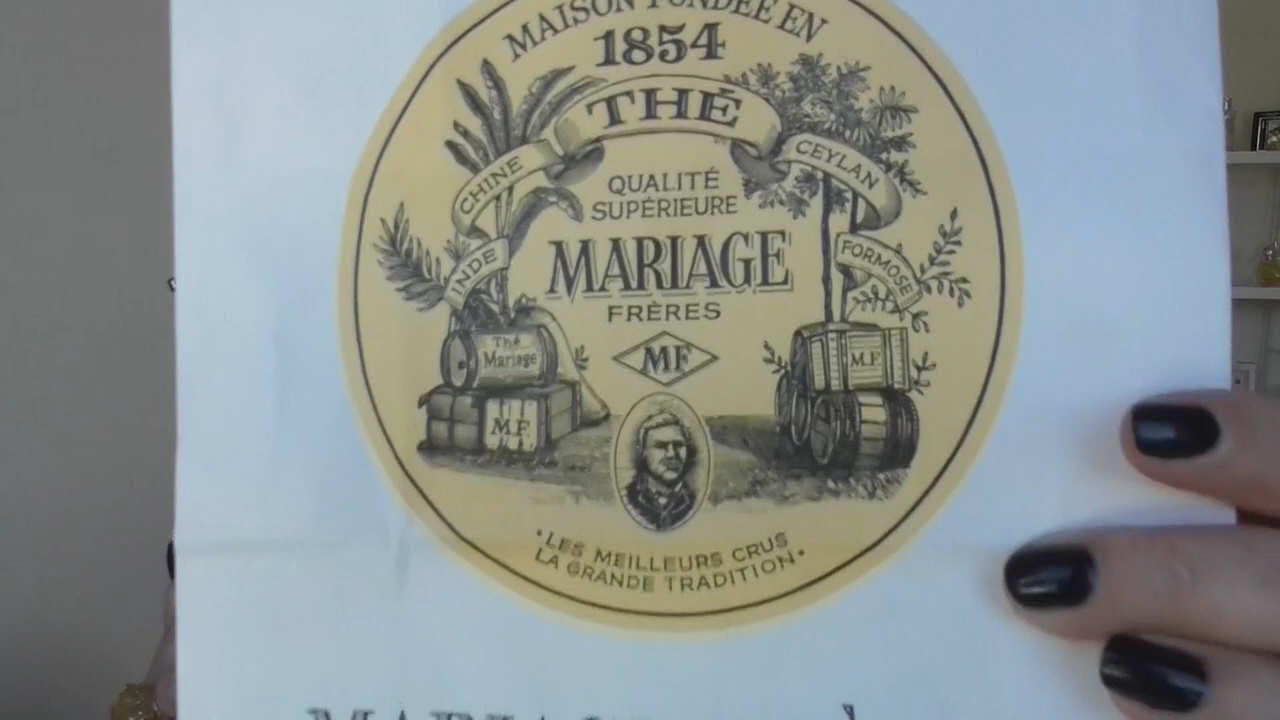 MAISON FONDÉE EN
1854
THÉ
CHINE
CEYLAN
INDE
FORMOSE
QUALITÉ
SUPÉRIEURE
MARIAGE
FRÈRES
MF
Thé
Mariage
M.F.
M.F.
·LES MEILLEURS CRUS
LA GRANDE TRADITION·